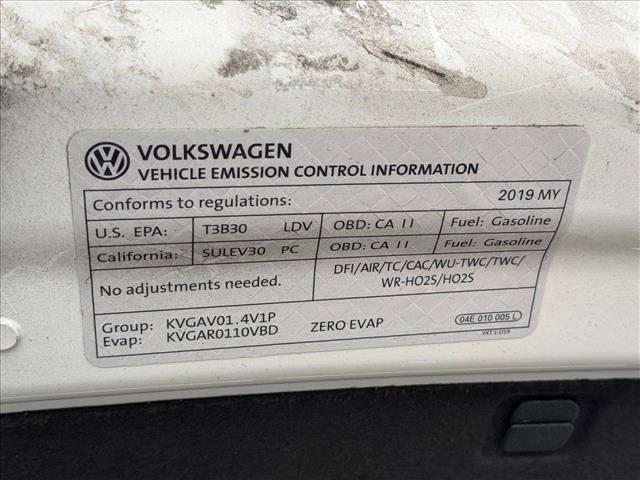 VOLKSWAGEN
VEHICLE EMISSION CONTROL INFORMATION
Conforms to regulations: 2019 MY
U.S. EPA: T3B30 LDV OBD: CA II Fuel: Gasoline
California: SULEV30 PC OBD: CA II Fuel: Gasoline
No adjustments needed.
DFI/AIR/TC/CAC/WU-TWC/TWC/
WR-HO2S/HO2S
Group: KVGAV01.4V1P
Evap: KVGAR0110VBD ZERO EVAP
04E 010 005 L